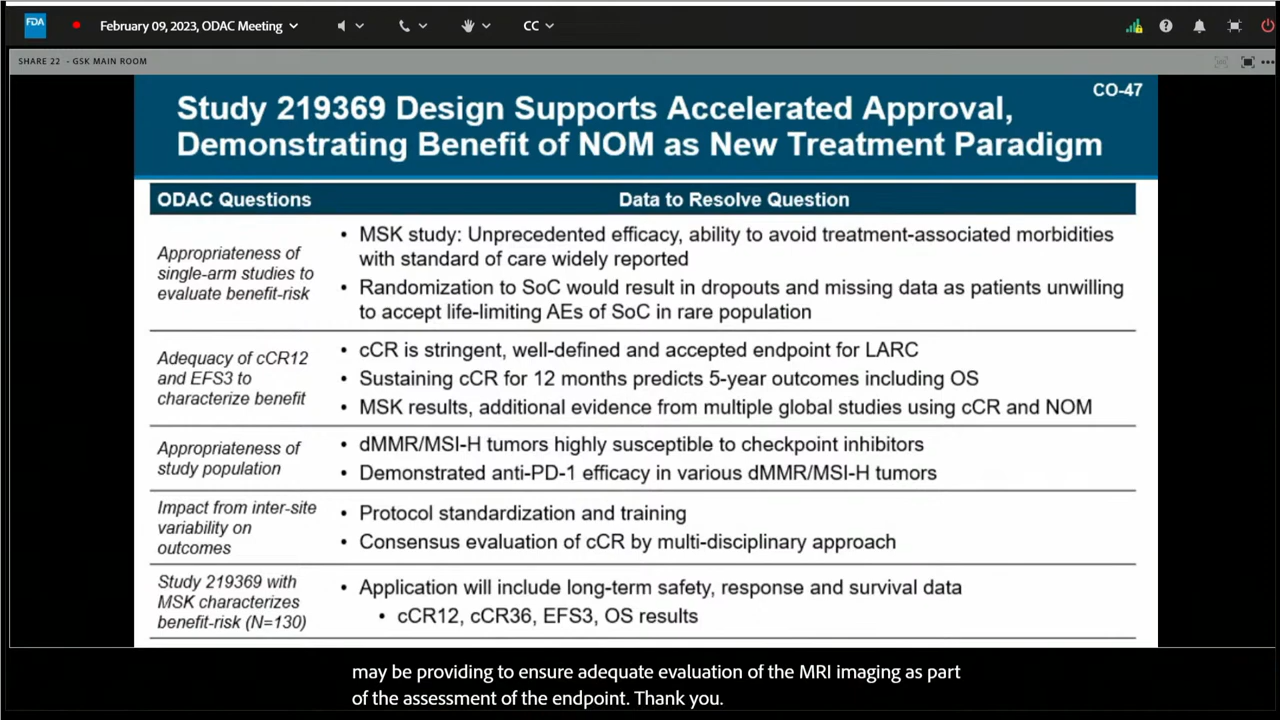 FDA
February 09, 2023, ODAC Meeting
CC
SHARE 22 - GSK MAIN ROOM
CO-47
Study 219369 Design Supports Accelerated Approval,
Demonstrating Benefit of NOM as New Treatment Paradigm
ODAC Questions
Data to Resolve Question
Appropriateness of
single-arm studies to
evaluate benefit-risk
• MSK study: Unprecedented efficacy, ability to avoid treatment-associated morbidities
with standard of care widely reported
• Randomization to SoC would result in dropouts and missing data as patients unwilling
to accept life-limiting AEs of SoC in rare population
Adequacy of cCR12
and EFS3 to
characterize benefit
• cCR is stringent, well-defined and accepted endpoint for LARC
• Sustaining cCR for 12 months predicts 5-year outcomes including OS
• MSK results, additional evidence from multiple global studies using cCR and NOM
Appropriateness of
study population
• dMMR/MSI-H tumors highly susceptible to checkpoint inhibitors
• Demonstrated anti-PD-1 efficacy in various dMMR/MSI-H tumors
Impact from inter-site
variability on
outcomes
• Protocol standardization and training
• Consensus evaluation of cCR by multi-disciplinary approach
Study 219369 with
MSK characterizes
benefit-risk (N=130)
• Application will include long-term safety, response and survival data
• cCR12, cCR36, EFS3, OS results
may be providing to ensure adequate evaluation of the MRI imaging as part
of the assessment of the endpoint. Thank you.